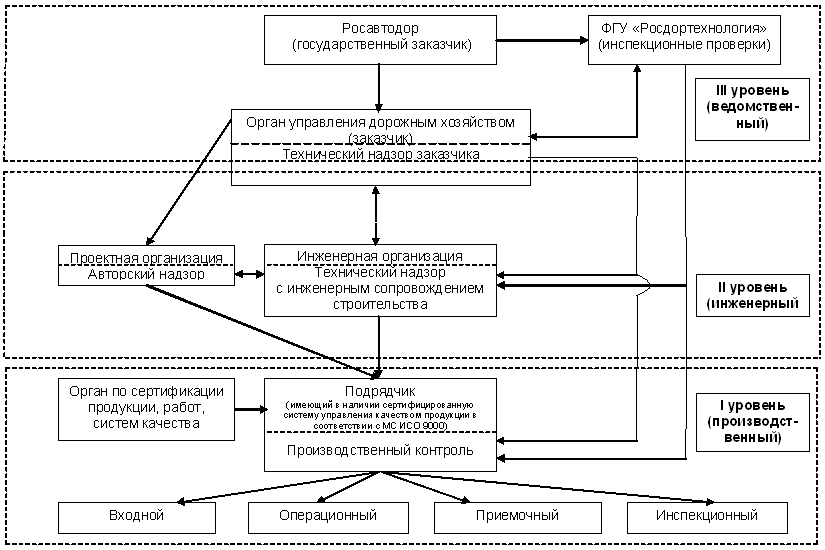 Росавтодор
(государственный заказчик)
ФГУ «Росдортехнология»
(инспекционные проверки)
III уровень
(ведомствен-
ный)
Орган управления дорожным хозяйством
(заказчик)
Технический надзор заказчика
Проектная организация
Авторский надзор
Инженерная организация
Технический надзор
с инженерным сопровождением
строительства
II уровень
(инженерный
Орган по сертификации
продукции, работ,
систем качества
Подрядчик
(имеющий в наличии сертифицированную
систему управления качеством продукции в
соответствии с МС ИСО 9000)
Производственный контроль
I уровень
(производст-
венный)
Входной
Операционный
Приемочный
Инспекционный